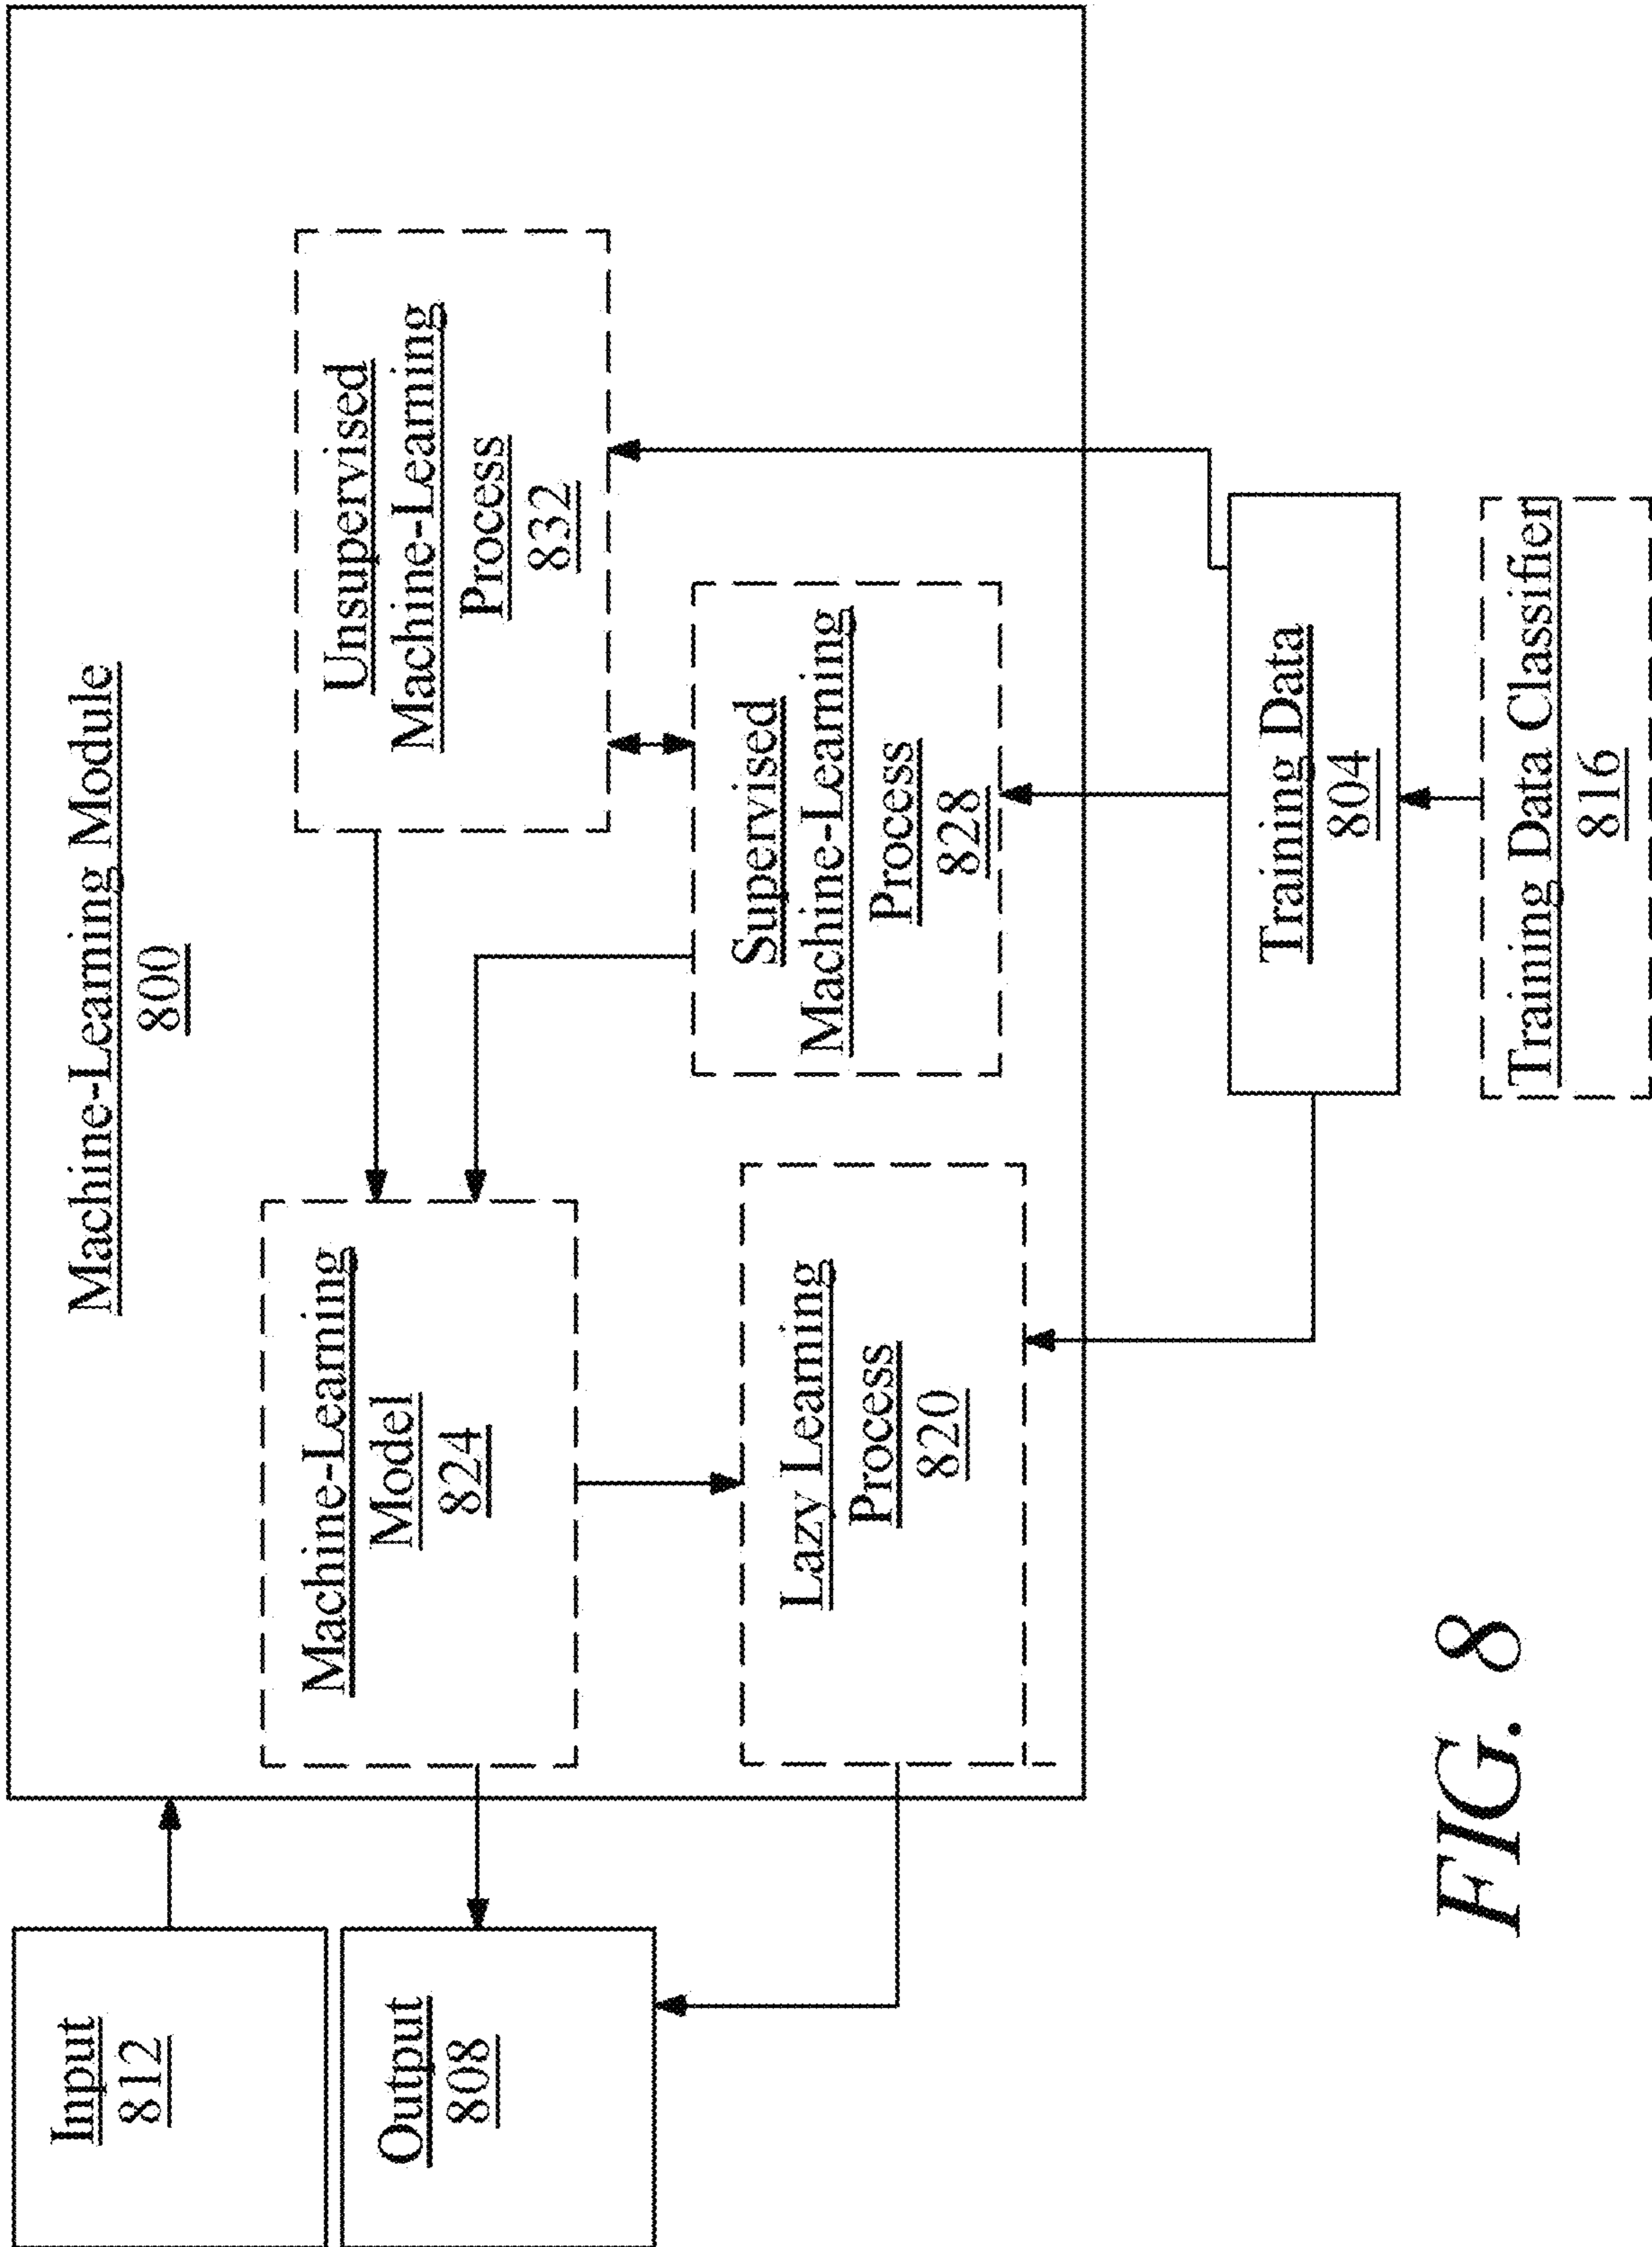 Machine-Learning Module
800
Input
812
Output
808
Machine-Learning
Model
824
Unsupervised
Machine-Learning
Process
832
Supervised
Machine-Learning
Process
828
Lazy Learning
Process
820
Training Data
804
Training Data Classifier
816
FIG. 8